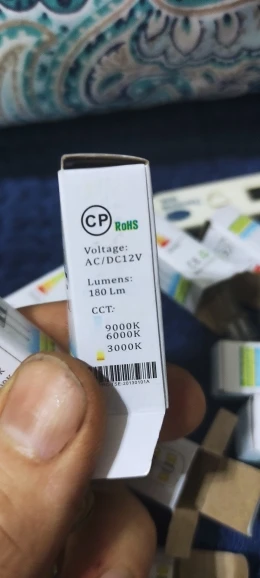 CP RoHS
Voltage:
AC/DC12V
Lumens:
180 Lm
CCT:
9000K
6000K
3000K